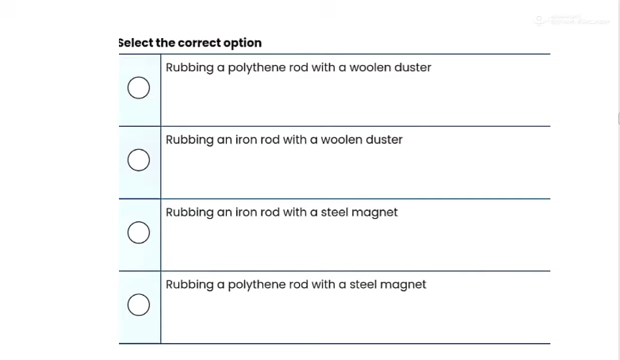 Select the correct option
Rubbing a polythene rod with a woolen duster
Rubbing an iron rod with a woolen duster
Rubbing an iron rod with a steel magnet
Rubbing a polythene rod with a steel magnet